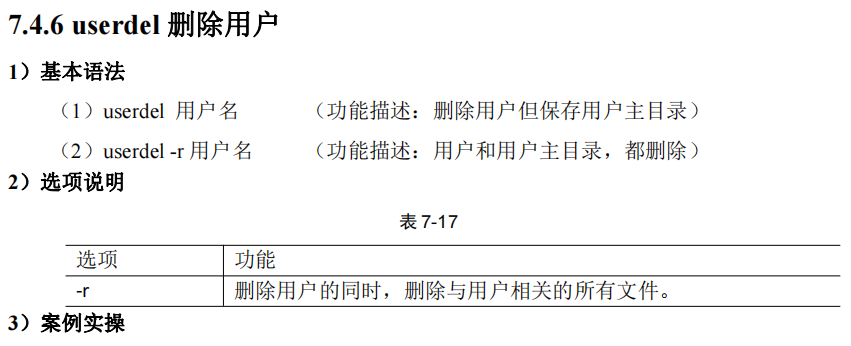 7.4.6 userdel 删除用户
1）基本语法
（1）userdel 用户名 （功能描述：删除用户但保存用户主目录）
（2）userdel -r 用户名 （功能描述：用户和用户主目录，都删除）
2）选项说明
表 7-17
选项 功能
-r 删除用户的同时，删除与用户相关的所有文件。
3）案例实操